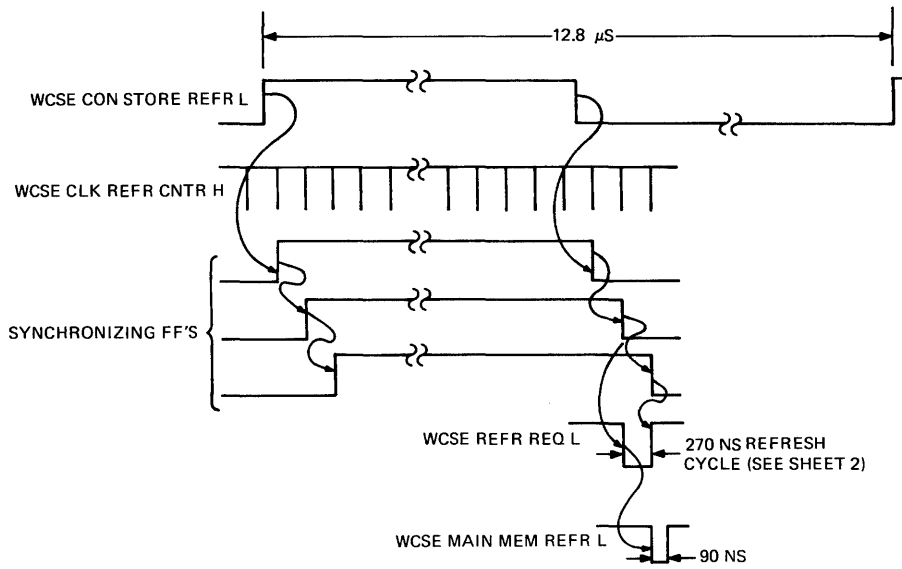 12.8 μS
WCSE CON STORE REFR L
WCSE CLK REFR CNTR H
SYNCHRONIZING FF'S
WCSE REFR REQ L
270 NS REFRESH
CYCLE (SEE SHEET 2)
WCSE MAIN MEM REFR L
90 NS